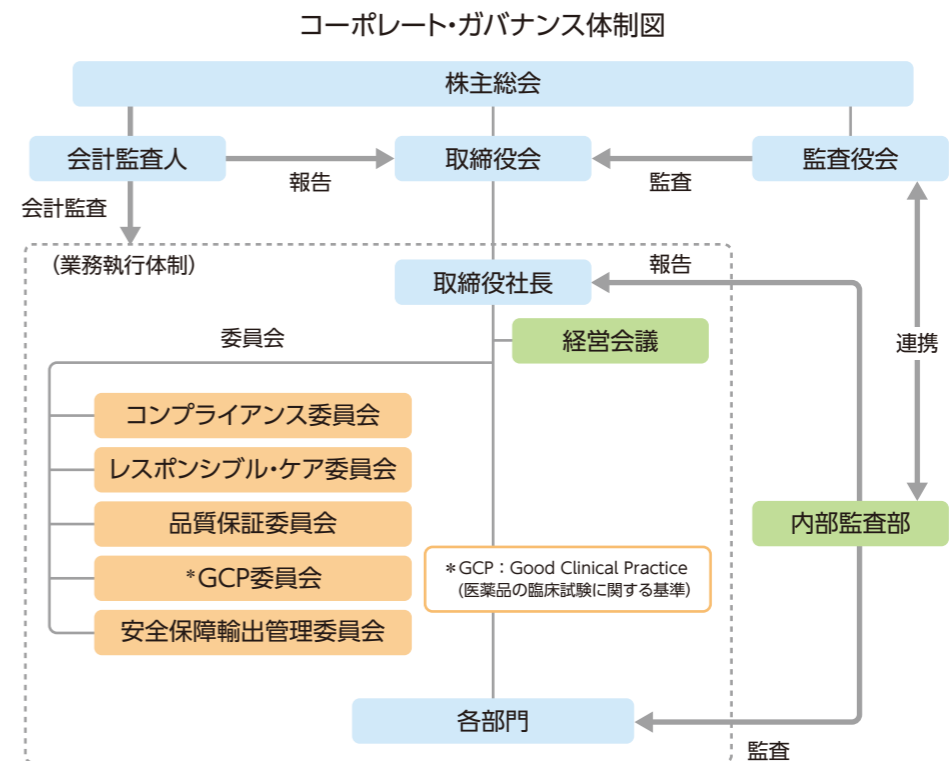 コーポレート・ガバナンス体制図
株主総会
会計監査人
報告
取締役会
監査
監査役会
会計監査
(業務執行体制)
取締役社長
報告
委員会
経営会議
連携
コンプライアンス委員会
レスポンシブル・ケア委員会
品質保証委員会
内部監査部
*GCP委員会
*GCP:Good Clinical Practice
(医薬品の臨床試験に関する基準)
安全保障輸出管理委員会
各部門
監査